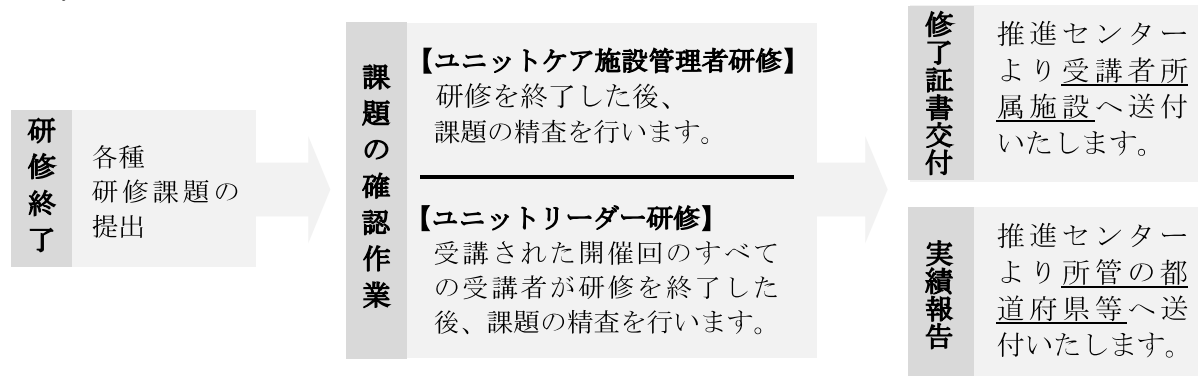 研修終了
各種
研修課題の
提出
課題の確認作業
【ユニットケア施設管理者研修】
研修を終了した後、
課題の精査を行います。
【ユニットリーダー研修】
受講された開催回のすべて
の受講者が研修を終了した
後、課題の精査を行います。
修了証書交付
推進センター
より受講者所
属施設へ送付
いたします。
実績報告
推進センター
より所管の都
道府県等へ送
付いたします。